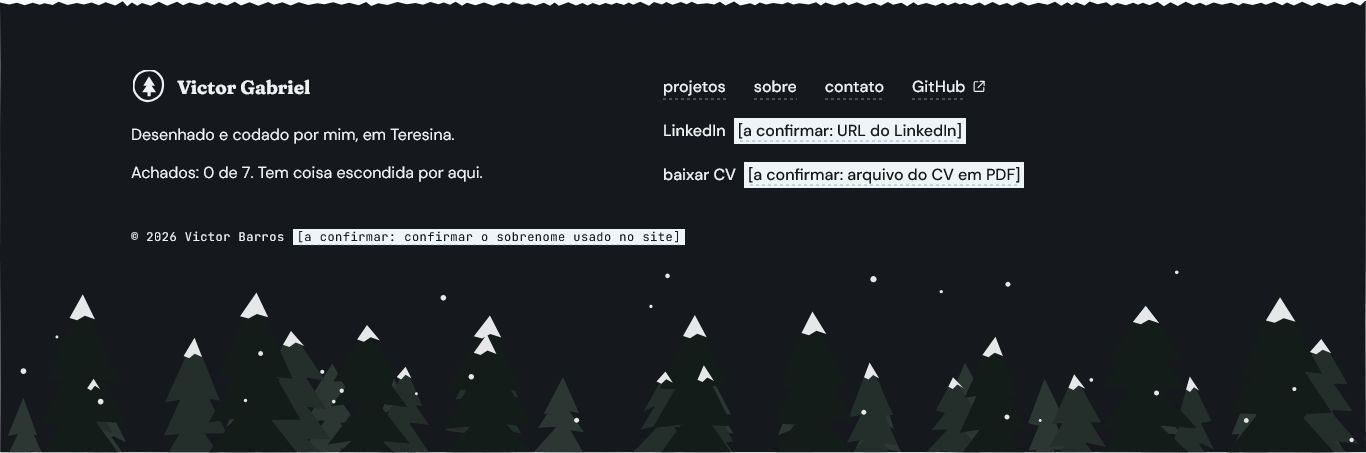 Victor Gabriel
Desenhado e codado por mim, em Teresina.
Achados: 0 de 7. Tem coisa escondida por aqui.
projetos sobre contato GitHub
LinkedIn [a confirmar: URL do LinkedIn]
baixar CV [a confirmar: arquivo do CV em PDF]
© 2026 Victor Barros [a confirmar: confirmar o sobrenome usado no site]